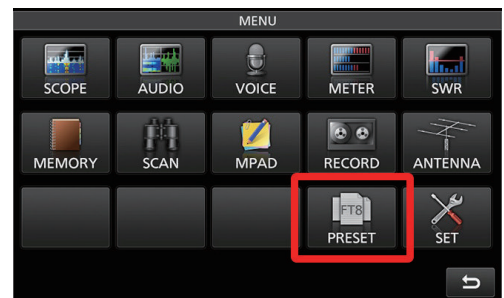 MENU
SCOPE AUDIO VOICE METER SWR
MEMORY SCAN MPAD RECORD ANTENNA
FT8
PRESET SET